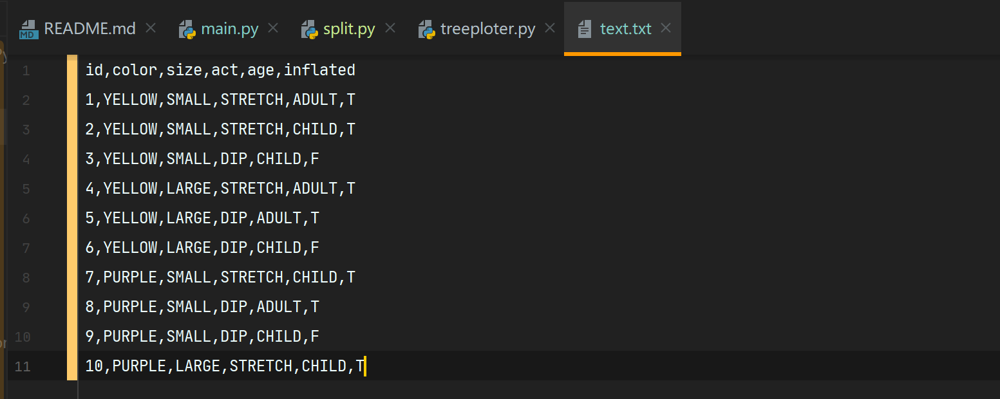 README.md main.py split.py treeploter.py text.txt
1 id,color,size,act,age,inflated
2 1,YELLOW,SMALL,STRETCH,ADULT,T
3 2,YELLOW,SMALL,STRETCH,CHILD,T
4 3,YELLOW,SMALL,DIP,CHILD,F
5 4,YELLOW,LARGE,STRETCH,ADULT,T
6 5,YELLOW,LARGE,DIP,ADULT,T
7 6,YELLOW,LARGE,DIP,CHILD,F
8 7,PURPLE,SMALL,STRETCH,CHILD,T
9 8,PURPLE,SMALL,DIP,ADULT,T
10 9,PURPLE,SMALL,DIP,CHILD,F
11 10,PURPLE,LARGE,STRETCH,CHILD,T